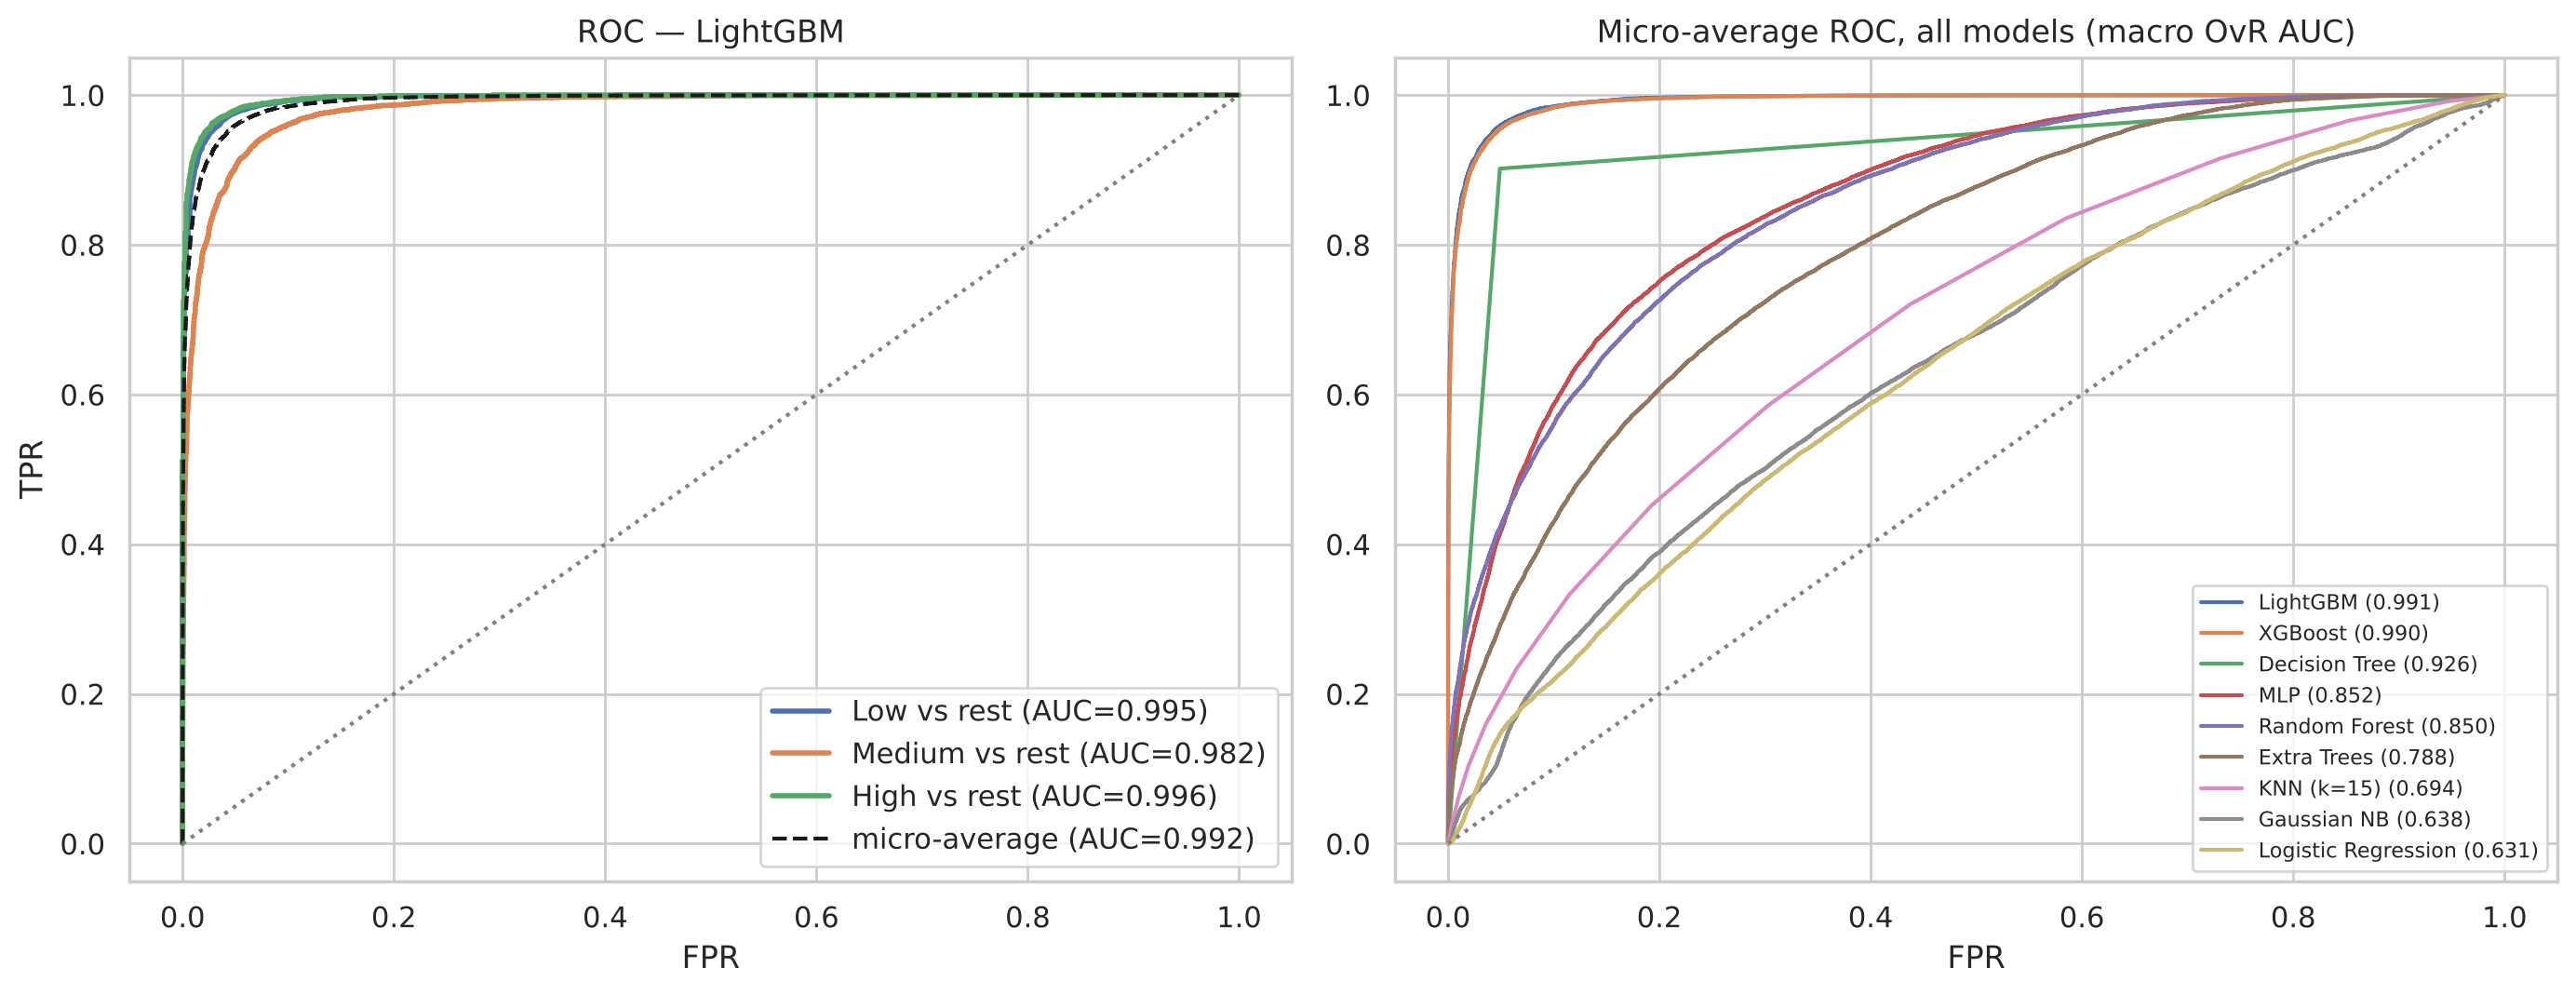 ROC — LightGBM
1.0
0.8
0.6
0.4
0.2
0.0
TPR
0.0 0.2 0.4 0.6 0.8 1.0
FPR
Low vs rest (AUC=0.995)
Medium vs rest (AUC=0.982)
High vs rest (AUC=0.996)
micro-average (AUC=0.992)
Micro-average ROC, all models (macro OvR AUC)
1.0
0.8
0.6
0.4
0.2
0.0
0.0 0.2 0.4 0.6 0.8 1.0
FPR
LightGBM (0.991)
XGBoost (0.990)
Decision Tree (0.926)
MLP (0.852)
Random Forest (0.850)
Extra Trees (0.788)
KNN (k=15) (0.694)
Gaussian NB (0.638)
Logistic Regression (0.631)